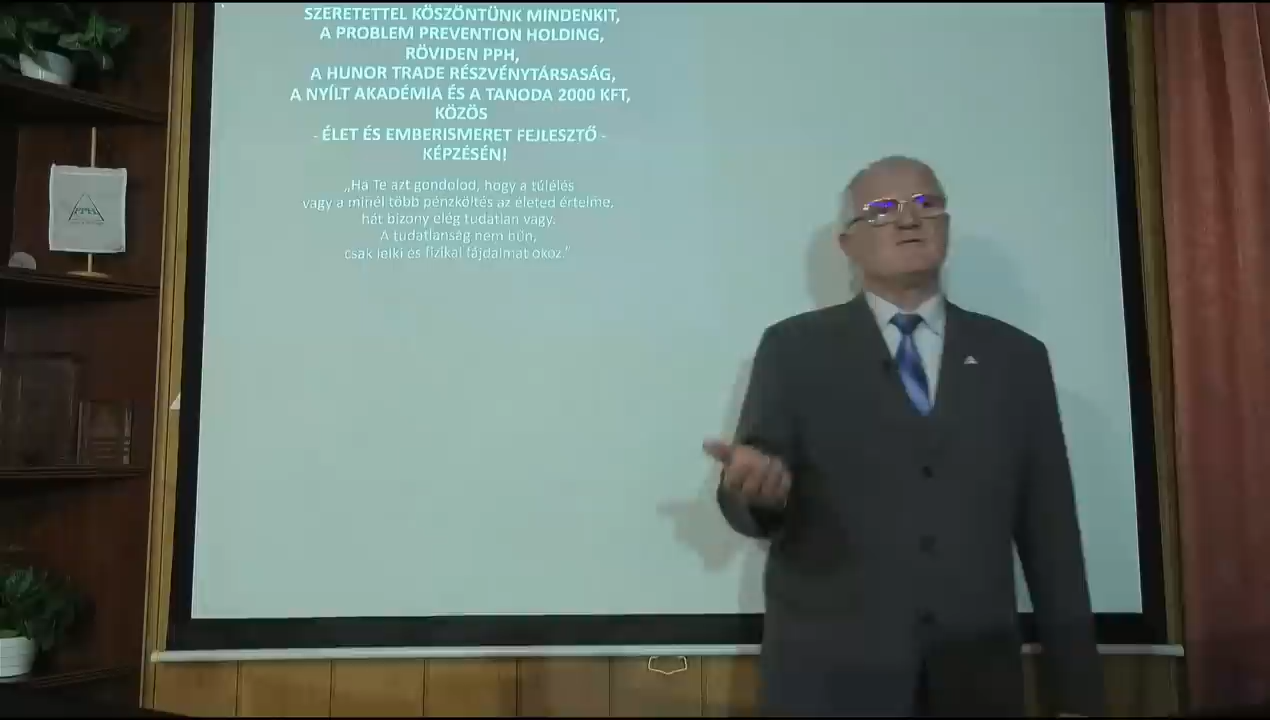 SZERETETTEL KÖSZÖNTÜNK MINDENKIT,
A PROBLEM PREVENTION HOLDING,
RÖVIDEN PPH,
A HUNOR TRADE RÉSZVÉNYTÁRSASÁG,
A NYÍLT AKADÉMIA ÉS A TANODA 2000 KFT,
KÖZÖS
- ÉLET ÉS EMBERISMERET FEJLESZTŐ -
KÉPZÉSÉN!
„Ha Te azt gondolod, hogy a túlélés
vagy a minél több pénzköltés az életed értelme,
hát bizony elég tudatlan vagy.
A tudatlanság nem bűn,
csak lelki és fizikai fájdalmat okoz."
PPH